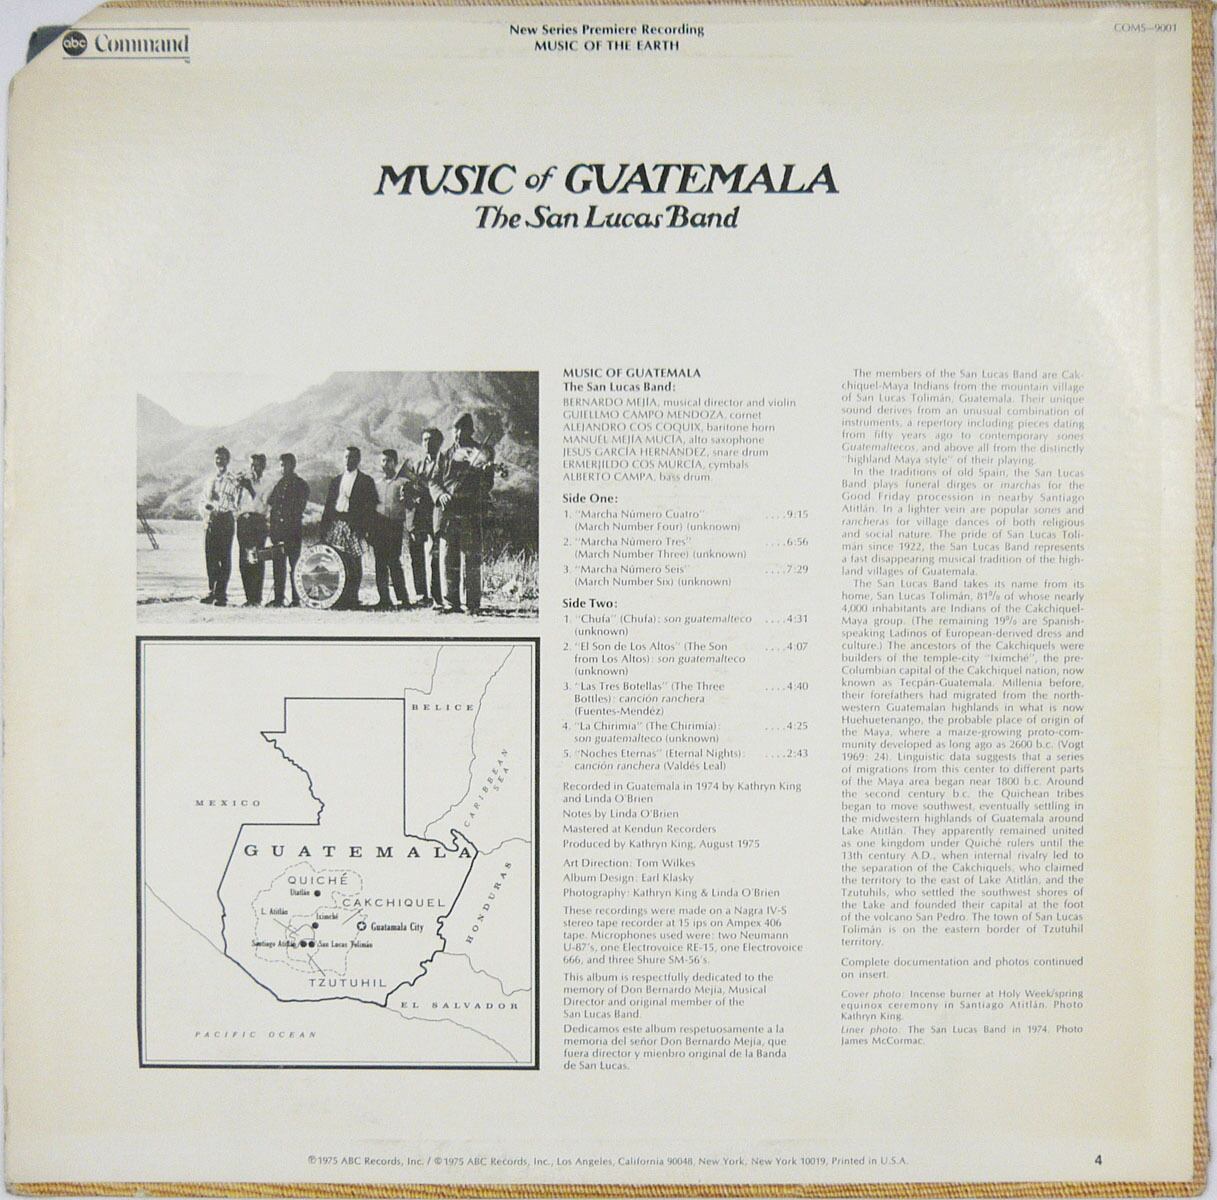 abc Command
New Series Premiere Recording
MUSIC OF THE EARTH
COMS-9001
MUSIC of GUATEMALA
The San Lucas Band
BELICE
MEXICO
CARIBBEAN SEA
GUATEMALA
QUICHÉ
Utatlán
CAKCHIQUEL
L. Atitlán
Iximché
Guatamala City
Santiago Atitlán
San Lucas Tolimán
TZUTUHIL
HONDURAS
EL SALVADOR
PACIFIC OCEAN
MUSIC OF GUATEMALA
The San Lucas Band:
BERNARDO MEJÍA, musical director and violin
GUIELLMO CAMPO MENDOZA, cornet
ALEJANDRO COS COQUIX, baritone horn
MANUEL MEJÍA MUCÍA, alto saxophone
JESUS GARCÍA HERNÁNDEZ, snare drum
ERMERJILDO COS MURCÍA, cymbals
ALBERTO CAMPA, bass drum.
Side One:
1. "Marcha Número Cuatro" ....9:15
(March Number Four) (unknown)
2. "Marcha Número Tres" ....6:56
(March Number Three) (unknown)
3. "Marcha Número Seis" ....7:29
(March Number Six) (unknown)
Side Two:
1. "Chufa" (Chufa): son guatemalteco ....4:31
(unknown)
2. "El Son de Los Altos" (The Son ....4:07
from Los Altos): son guatemalteco
(unknown)
3. "Las Tres Botellas" (The Three ....4:40
Bottles): canción ranchera
(Fuentes-Mendéz)
4. "La Chirimia" (The Chirimia): ....4:25
son guatemalteco (unknown)
5. "Noches Eternas" (Eternal Nights): ....2:43
canción ranchera (Valdés Leal)
Recorded in Guatemala in 1974 by Kathryn King
and Linda O'Brien
Notes by Linda O'Brien
Mastered at Kendun Recorders
Produced by Kathryn King, August 1975
Art Direction: Tom Wilkes
Album Design: Earl Klasky
Photography: Kathryn King & Linda O'Brien
These recordings were made on a Nagra IV-S
stereo tape recorder at 15 ips on Ampex 406
tape. Microphones used were: two Neumann
U-87's, one Electrovoice RE-15, one Electrovoice
666, and three Shure SM-56's.
This album is respectfully dedicated to the
memory of Don Bernardo Mejía, Musical
Director and original member of the
San Lucas Band.
Dedicamos este album respetuosamente a la
memoria del señor Don Bernardo Mejía, que
fuera director y mienbro original de la Banda
de San Lucas.
The members of the San Lucas Band are Cak-
chiquel-Maya Indians from the mountain village
of San Lucas Tolimán, Guatemala. Their unique
sound derives from an unusual combination of
instruments, a repertory including pieces dating
from fifty years ago to contemporary sones
Guatemaltecos, and above all from the distinctly
"highland Maya style" of their playing.
In the traditions of old Spain, the San Lucas
Band plays funeral dirges or marchas for the
Good Friday procession in nearby Santiago
Atitlán. In a lighter vein are popular sones and
rancheras for village dances of both religious
and social nature. The pride of San Lucas Toli-
mán since 1922, the San Lucas Band represents
a fast disappearing musical tradition of the high-
land villages of Guatemala.
The San Lucas Band takes its name from its
home, San Lucas Tolimán, 81% of whose nearly
4,000 inhabitants are Indians of the Cakchiquel-
Maya group. (The remaining 19% are Spanish-
speaking Ladinos of European-derived dress and
culture.) The ancestors of the Cakchiquels were
builders of the temple-city "Iximché", the pre-
Columbian capital of the Cakchiquel nation, now
known as Tecpán-Guatemala. Millenia before,
their forefathers had migrated from the north-
western Guatemalan highlands in what is now
Huehuetenango, the probable place of origin of
the Maya, where a maize-growing proto-com-
munity developed as long ago as 2600 b.c. (Vogt
1969: 24). Linguistic data suggests that a series
of migrations from this center to different parts
of the Maya area began near 1800 b.c. Around
the second century b.c. the Quichean tribes
began to move southwest, eventually settling in
the midwestern highlands of Guatemala around
Lake Atitlán. They apparently remained united
as one kingdom under Quiché rulers until the
13th century A.D., when internal rivalry led to
the separation of the Cakchiquels, who claimed
the territory to the east of Lake Atitlán, and the
Tzutuhils, who settled the southwest shores of
the Lake and founded their capital at the foot
of the volcano San Pedro. The town of San Lucas
Tolimán is on the eastern border of Tzutuhil
territory.
Complete documentation and photos continued
on insert.
Cover photo: Incense burner at Holy Week/spring
equinox ceremony in Santiago Atitlán. Photo
Kathryn King.
Liner photo: The San Lucas Band in 1974. Photo
James McCormac.
℗1975 ABC Records, Inc. / ©1975 ABC Records, Inc., Los Angeles, California 90048, New York, New York 10019, Printed in U.S.A.
4